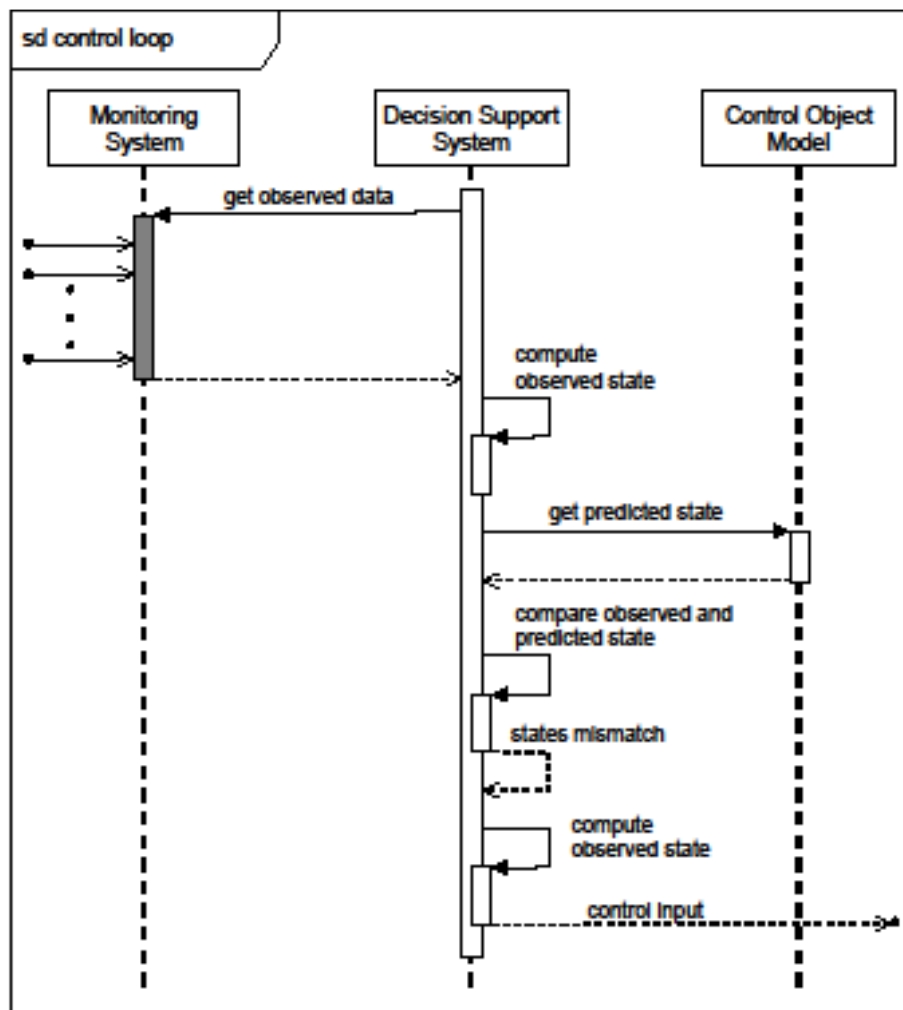 sd control loop
Monitoring
System
Decision Support
System
Control Object
Model
get observed data
compute
observed state
get predicted state
compare observed and
predicted state
states mismatch
compute
observed state
control input